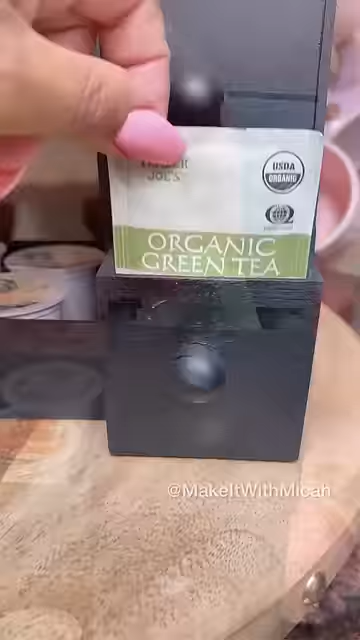 JOE'S
USDA
ORGANIC
ORGANIC
GREEN TEA
@MakeItWithMicah